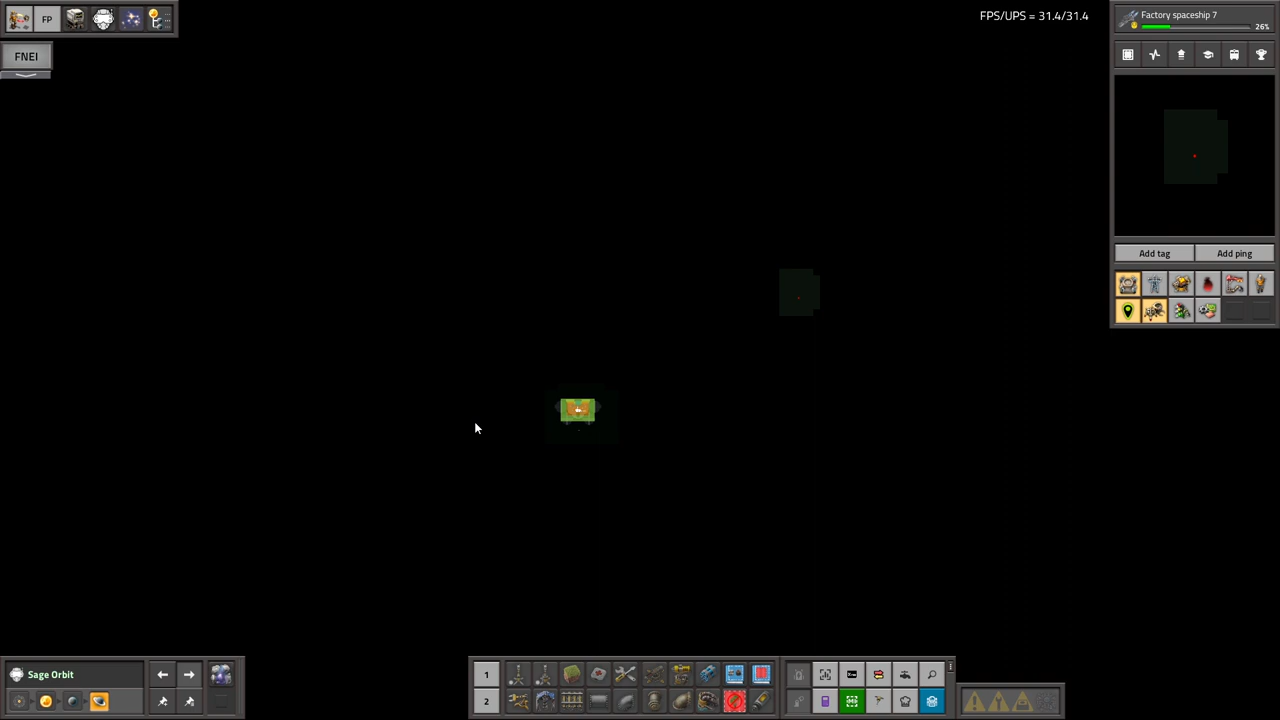 FP
FPS/UPS = 31.4/31.4
Factory spaceship 7
26%
FNEI
Add tag
Add ping
Sage Orbit
1
2